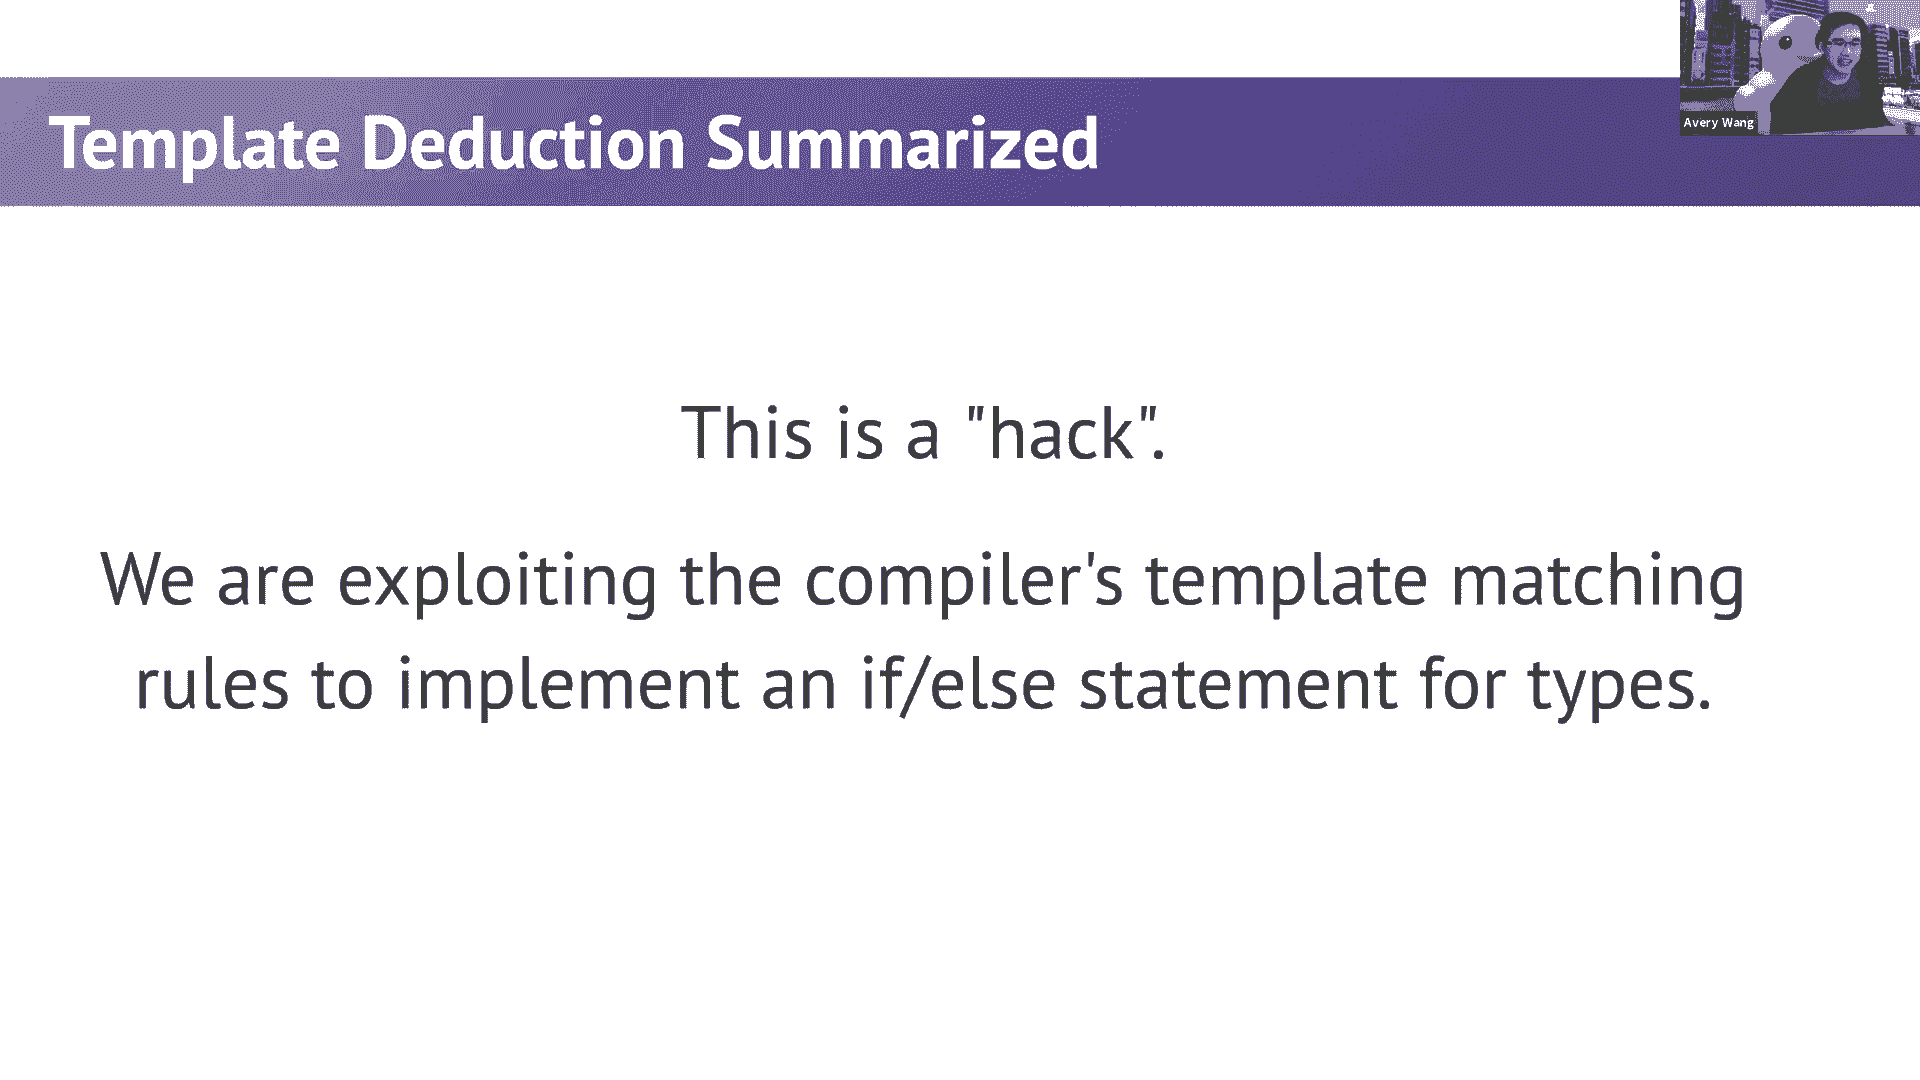 Template Deduction Summarized
Avery Wang
This is a "hack".
We are exploiting the compiler's template matching
rules to implement an if/else statement for types.